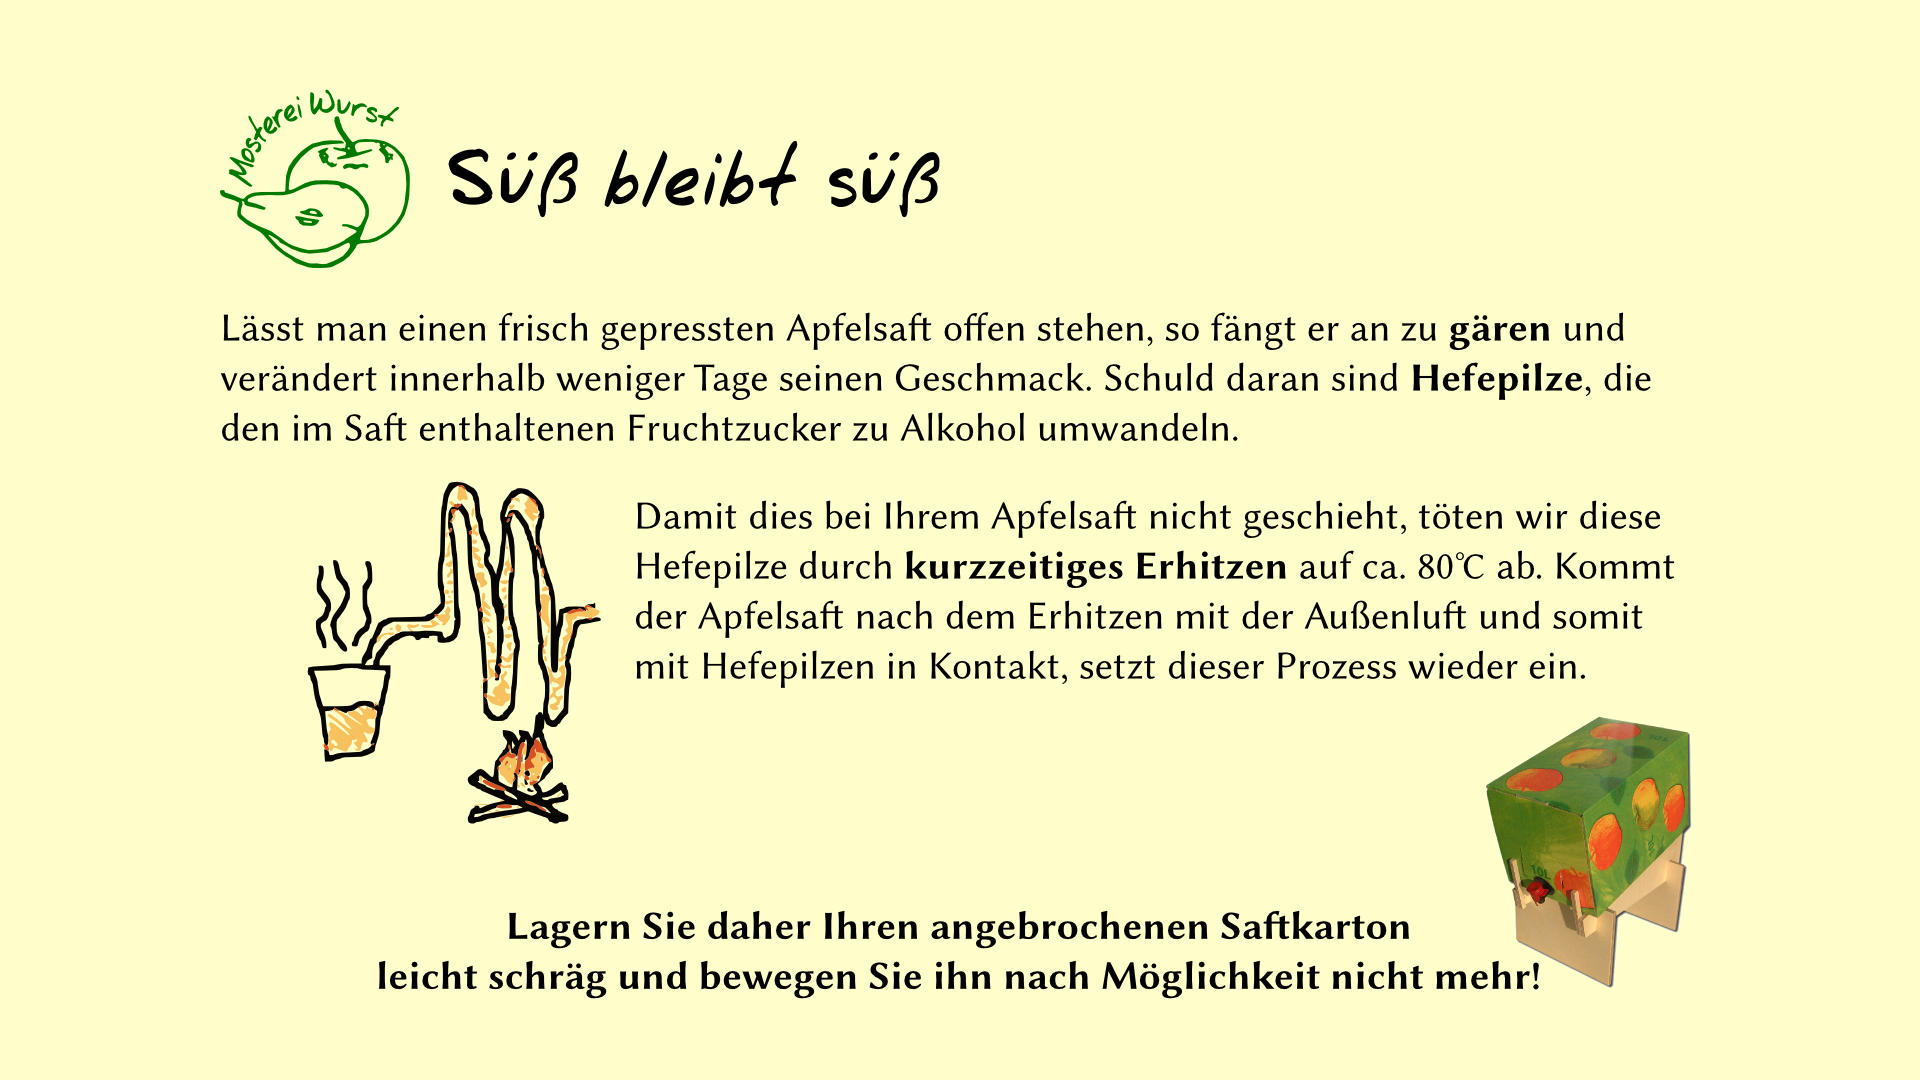 Mosterei Wurst
Süß bleibt süß
Lässt man einen frisch gepressten Apfelsaft offen stehen, so fängt er an zu gären und
verändert innerhalb weniger Tage seinen Geschmack. Schuld daran sind Hefepilze, die
den im Saft enthaltenen Fruchtzucker zu Alkohol umwandeln.
Damit dies bei Ihrem Apfelsaft nicht geschieht, töten wir diese
Hefepilze durch kurzzeitiges Erhitzen auf ca. 80°C ab. Kommt
der Apfelsaft nach dem Erhitzen mit der Außenluft und somit
mit Hefepilzen in Kontakt, setzt dieser Prozess wieder ein.
Lagern Sie daher Ihren angebrochenen Saftkarton
leicht schräg und bewegen Sie ihn nach Möglichkeit nicht mehr!